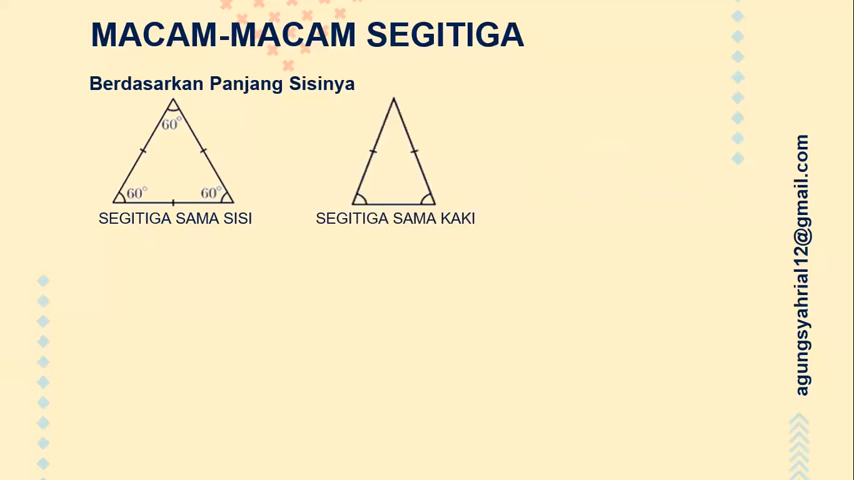 MACAM-MACAM SEGITIGA
Berdasarkan Panjang Sisinya
60°
60° 60°
SEGITIGA SAMA SISI SEGITIGA SAMA KAKI
agungsyahrial12@gmail.com